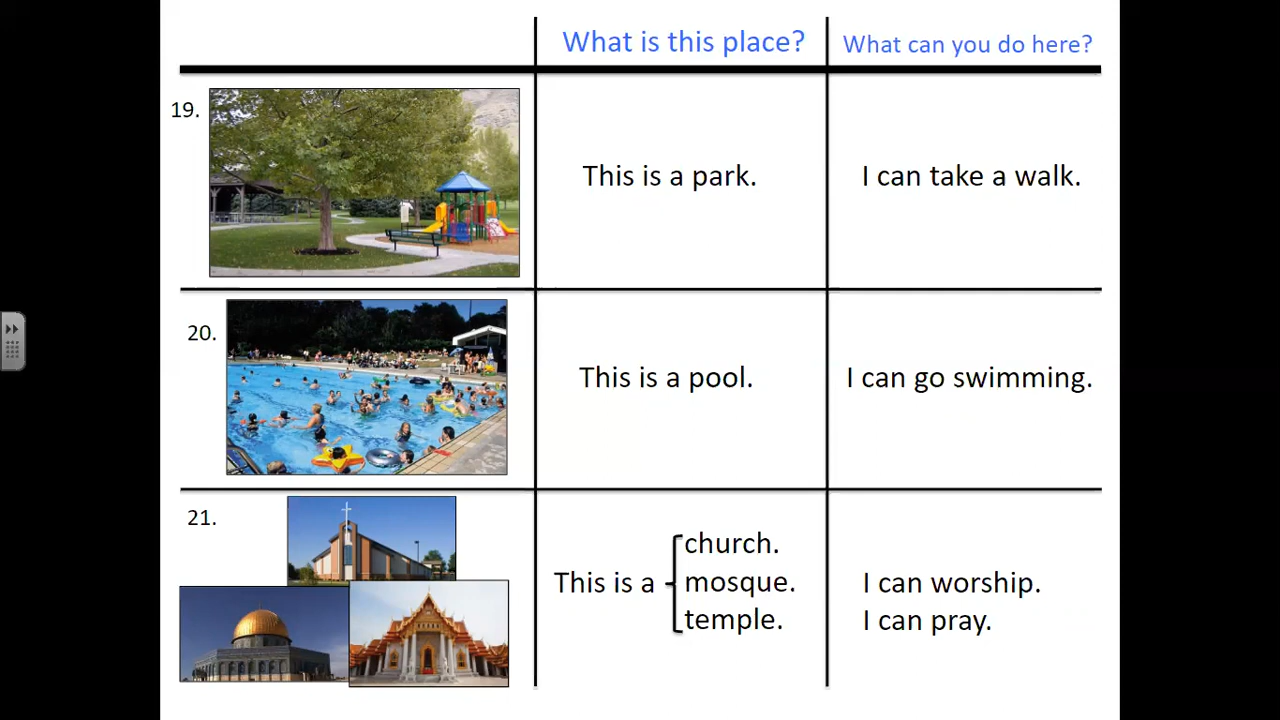 What is this place?
What can you do here?
19.
This is a park.
I can take a walk.
20.
This is a pool.
I can go swimming.
21.
This is a
church.
mosque.
temple.
I can worship.
I can pray.